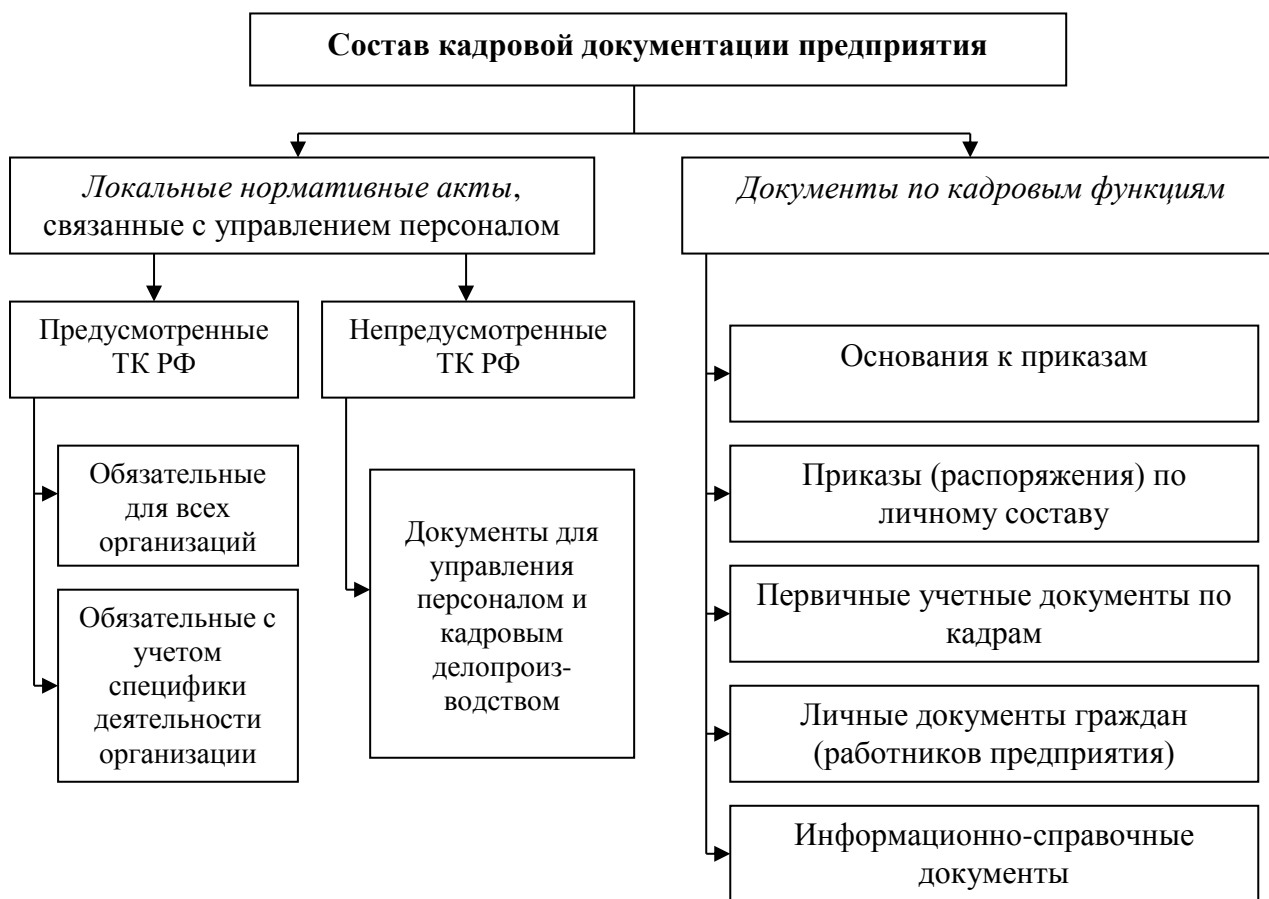 Состав кадровой документации предприятия
Локальные нормативные акты,
связанные с управлением персоналом
Документы по кадровым функциям
Предусмотренные
ТК РФ
Непредусмотренные
ТК РФ
Обязательные
для всех
организаций
Обязательные с
учетом
специфики
деятельности
организации
Документы для
управления
персоналом и
кадровым
делопроиз-
водством
Основания к приказам
Приказы (распоряжения) по
личному составу
Первичные учетные документы по
кадрам
Личные документы граждан
(работников предприятия)
Информационно-справочные
документы